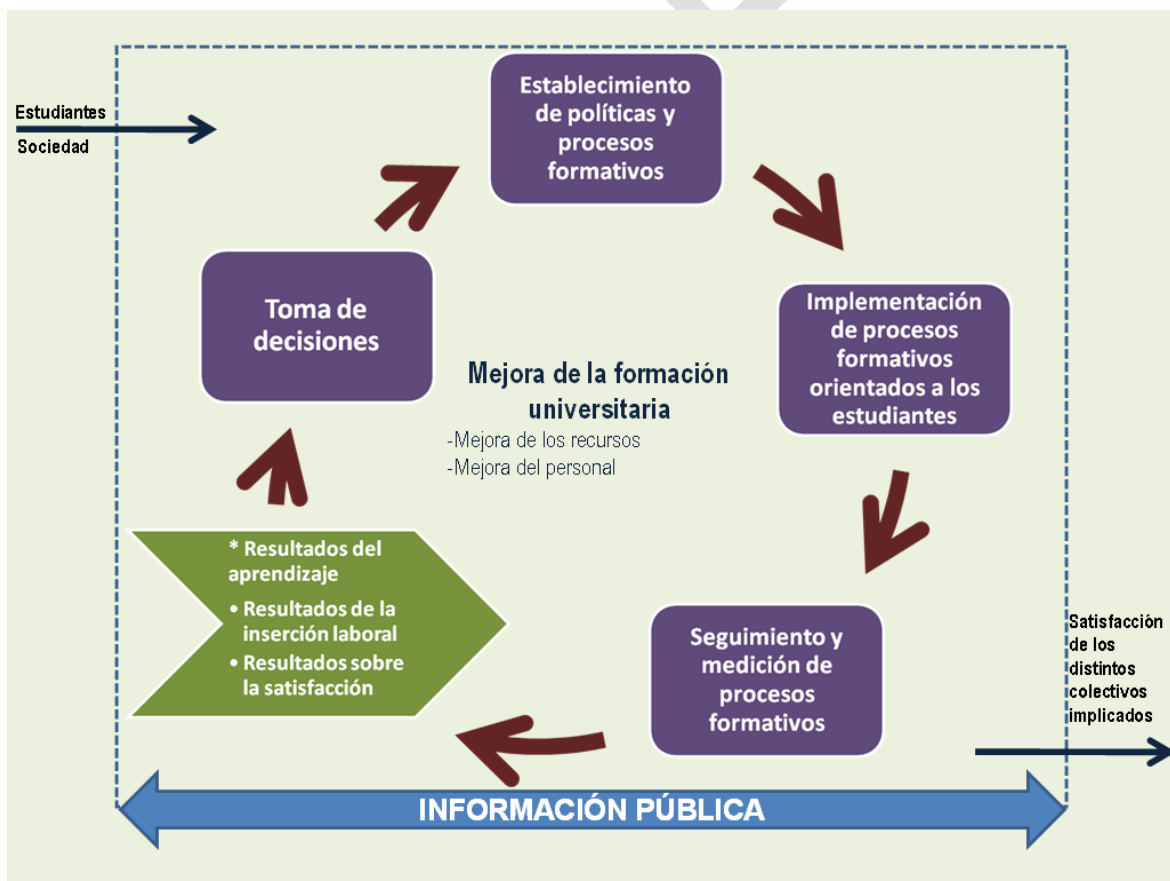 Estudiantes
Sociedad
Establecimiento
de políticas y
procesos
formativos
Implementación
de procesos
formativos
orientados a los
estudiantes
Toma de
decisiones
Mejora de la formación
universitaria
-Mejora de los recursos
-Mejora del personal
* Resultados del
aprendizaje
• Resultados de la
inserción laboral
• Resultados sobre
la satisfacción
Seguimiento y
medición de
procesos
formativos
Satisfacción
de los
distintos
colectivos
implicados
INFORMACIÓN PÚBLICA